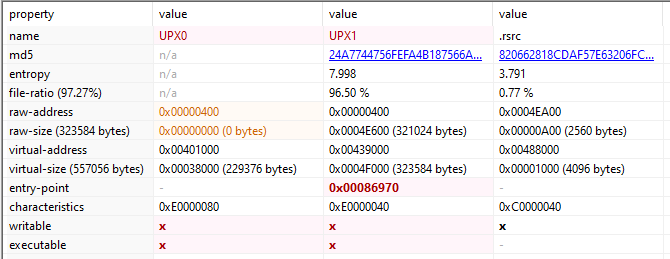 property value value value
name UPX0 UPX1 .rsrc
md5 n/a 24A7744756FEFA4B187566A... 820662818CDAF57E63206FC...
entropy n/a 7.998 3.791
file-ratio (97.27%) n/a 96.50 % 0.77 %
raw-address 0x00000400 0x00000400 0x0004EA00
raw-size (323584 bytes) 0x00000000 (0 bytes) 0x0004E600 (321024 bytes) 0x00000A00 (2560 bytes)
virtual-address 0x00401000 0x00439000 0x00488000
virtual-size (557056 bytes) 0x00038000 (229376 bytes) 0x0004F000 (323584 bytes) 0x00001000 (4096 bytes)
entry-point - 0x00086970 -
characteristics 0xE0000080 0xE0000040 0xC0000040
writable x x x
executable x x -